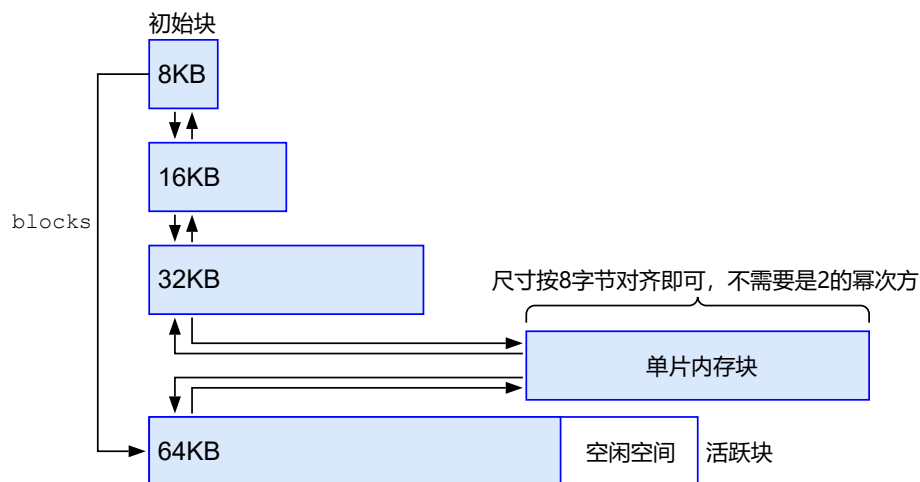 初始块
8KB
16KB
blocks
32KB
尺寸按8字节对齐即可，不需要是2的幂次方
单片内存块
64KB
空闲空间
活跃块